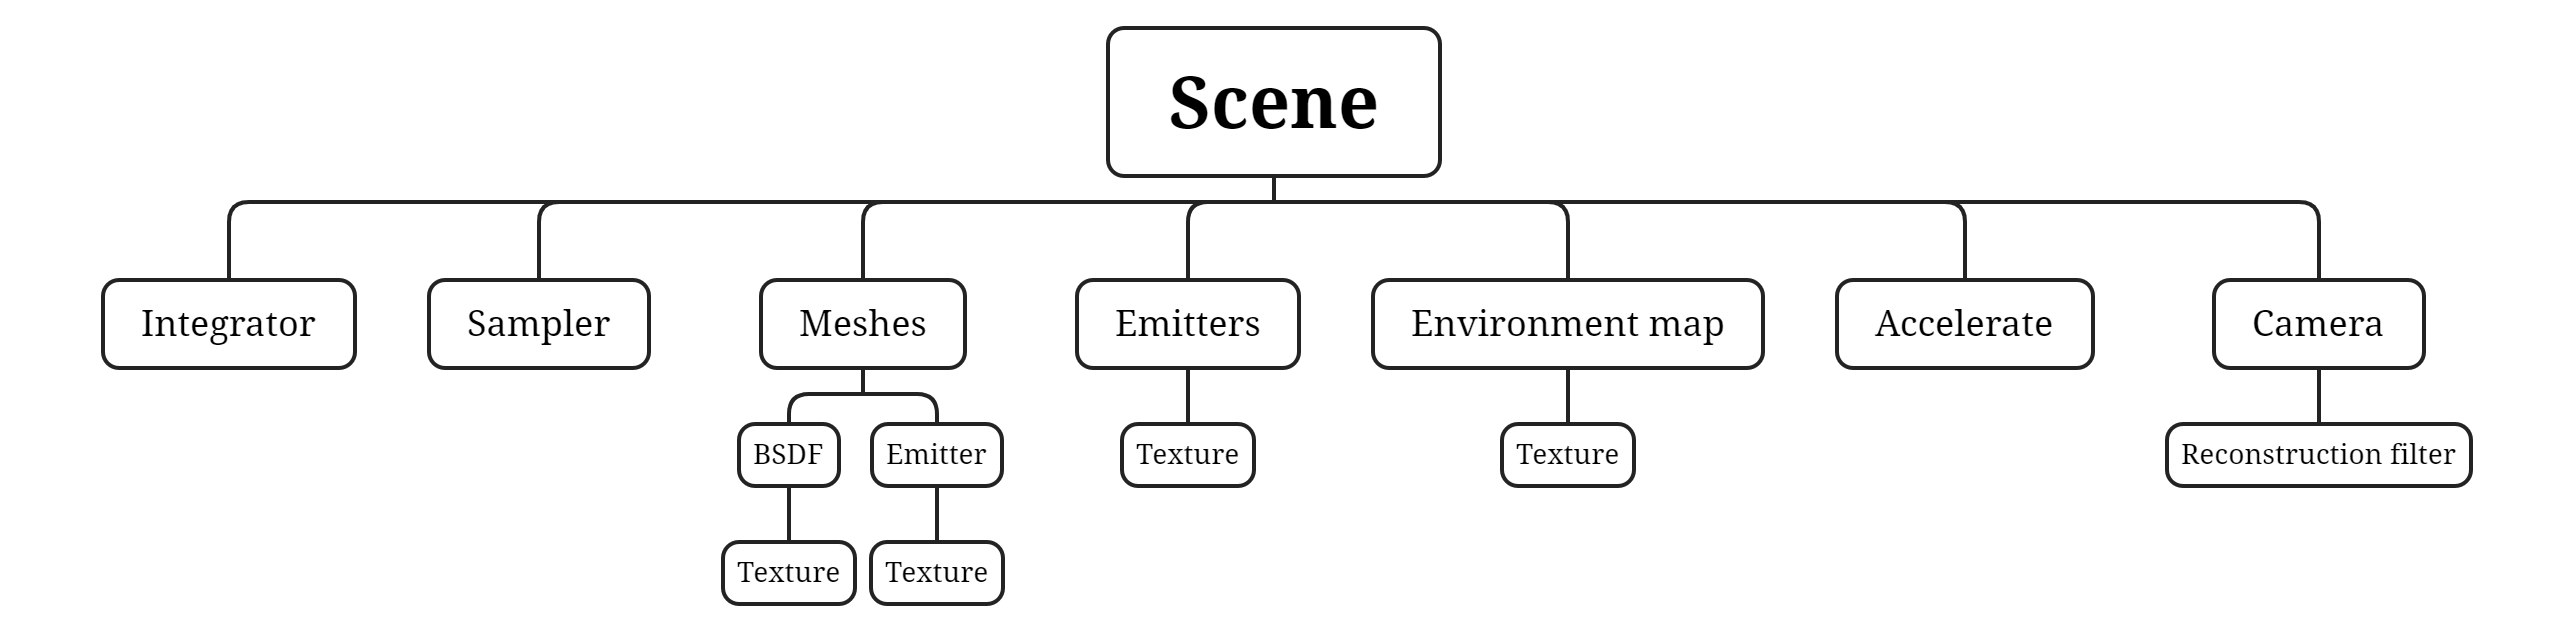 Scene
Integrator
Sampler
Meshes
Emitters
Environment map
Accelerate
Camera
BSDF
Emitter
Texture
Texture
Reconstruction filter
Texture
Texture